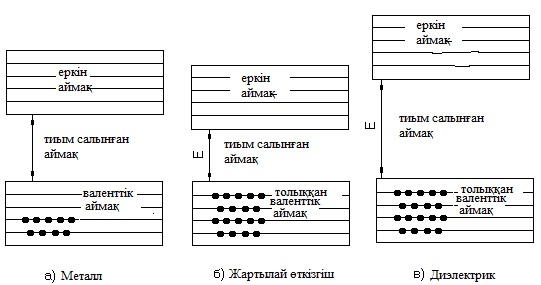 еркін
аймақ
тиым салынған
аймақ
валенттік
аймақ
а) Металл
еркін
аймақ
E
тиым салынған
аймақ
толыққан
валенттік
аймақ
б) Жартылай өткізгіш
еркін
аймақ
E
тиым салынған
аймақ
толыққан
валенттік
аймақ
в) Диэлектрик